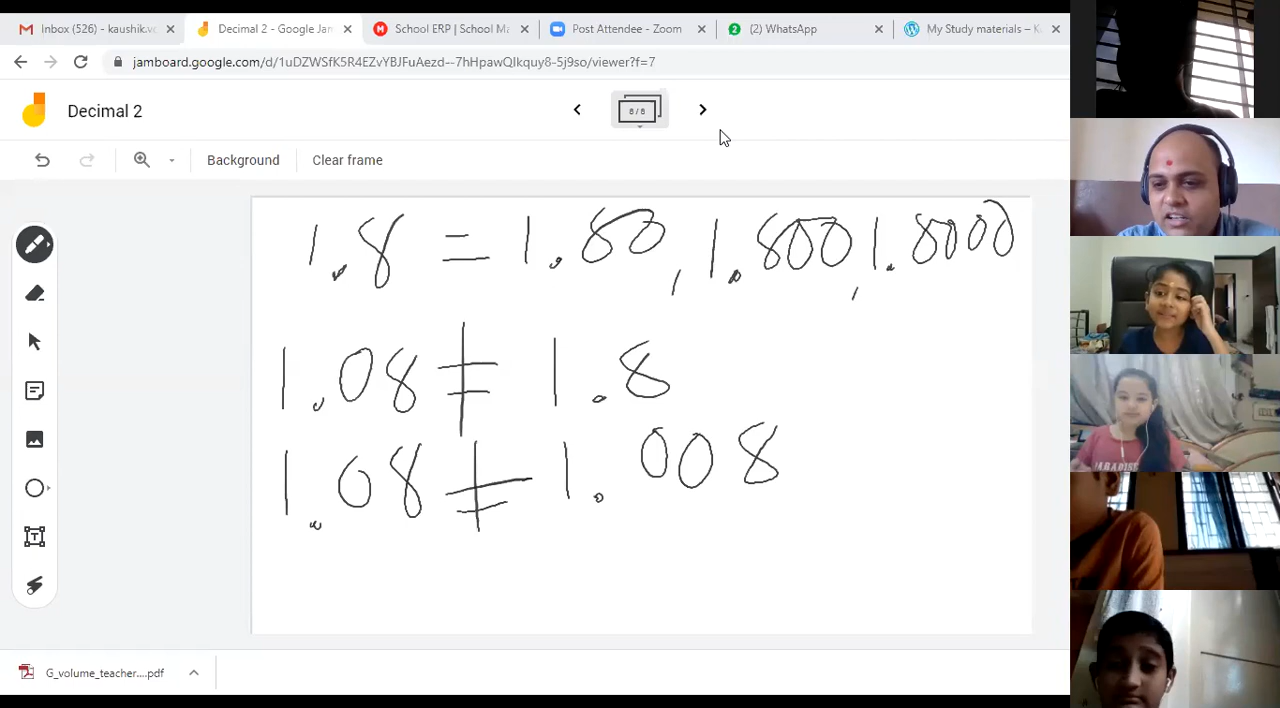 Inbox (526) - kaushik.vc
Decimal 2 - Google Jam
School ERP | School Ma
Post Attendee - Zoom
(2) WhatsApp
My Study materials – K
jamboard.google.com/d/1uDZWSfK5R4EZvYBJFuAezd--7hHpawQIkquy8-5j9so/viewer?f=7
Decimal 2
8 / 8
Background
Clear frame
1.8 = 1.80, 1.800, 1.8000
1.08 ≠ 1.8
1.08 ≠ 1.008
G_volume_teacher....pdf